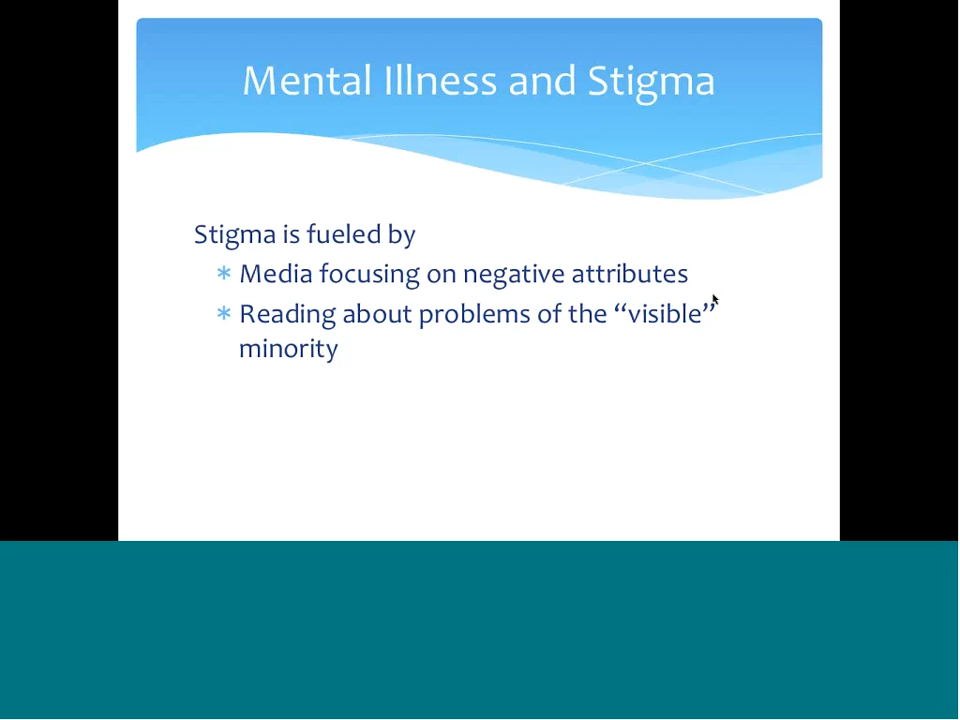 Mental Illness and Stigma
Stigma is fueled by
* Media focusing on negative attributes
* Reading about problems of the “visible”
minority